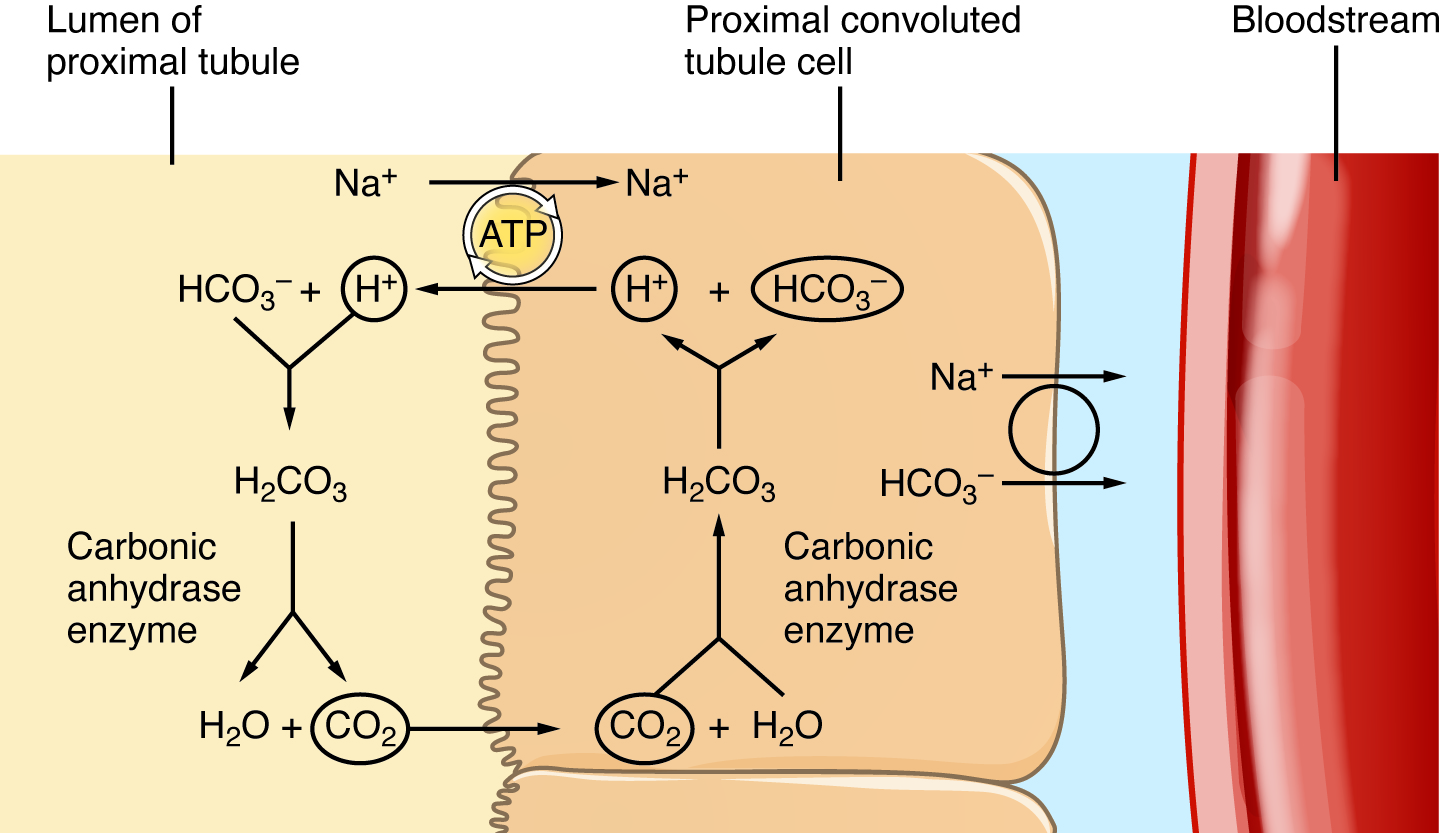 Lumen of
proximal tubule
Proximal convoluted
tubule cell
Bloodstream
Na⁺
Na⁺
ATP
HCO₃⁻ + H⁺
H⁺ + HCO₃⁻
Na⁺
H₂CO₃
H₂CO₃
HCO₃⁻
Carbonic
anhydrase
enzyme
Carbonic
anhydrase
enzyme
H₂O + CO₂
CO₂ + H₂O